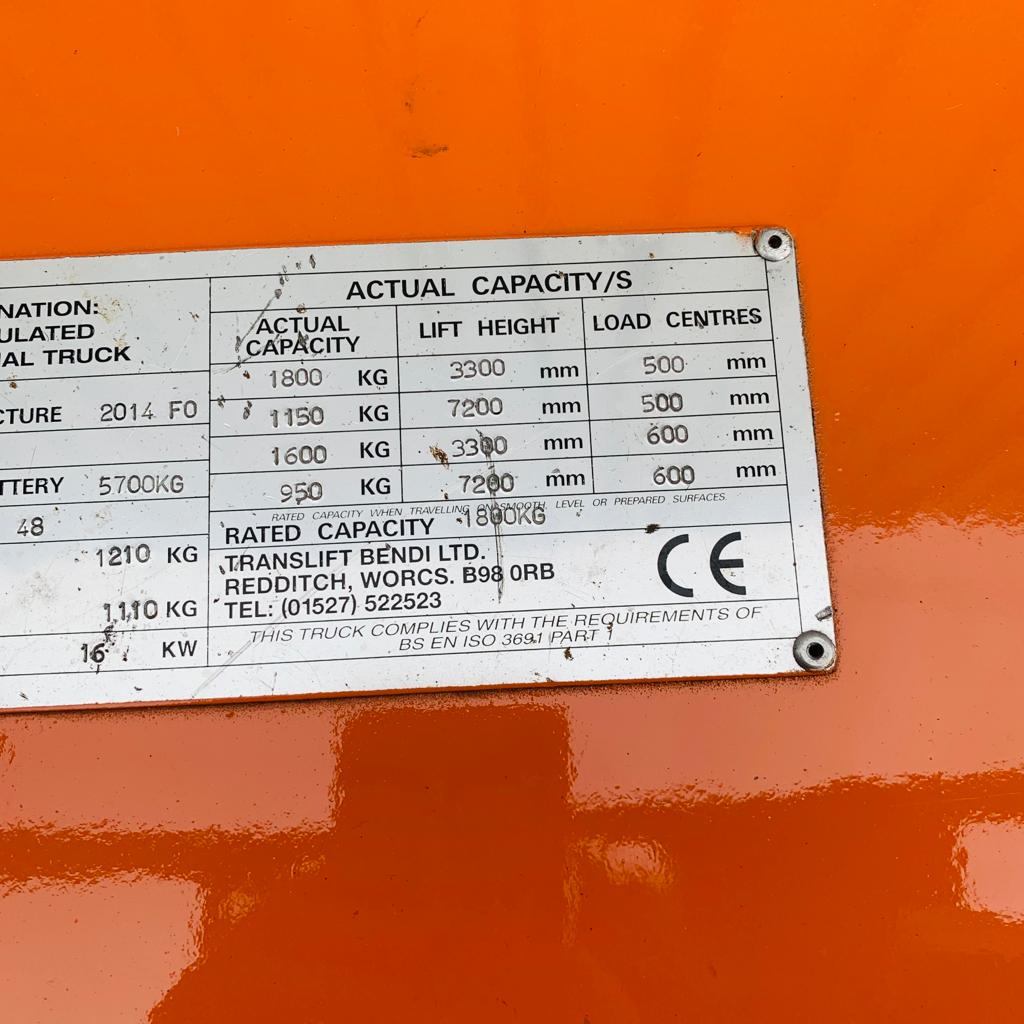 NATION:
ULATED
AL TRUCK
CTURE 2014 F0
TTERY 5700KG
48
1210 KG
1110 KG
16 KW
ACTUAL CAPACITY/S
ACTUAL CAPACITY LIFT HEIGHT LOAD CENTRES
1800 KG 3300 mm 500 mm
1150 KG 7200 mm 500 mm
1600 KG 3300 mm 600 mm
950 KG 7200 mm 600 mm
RATED CAPACITY WHEN TRAVELLING ON SMOOTH, LEVEL OR PREPARED SURFACES.
RATED CAPACITY 1800KG
TRANSLIFT BENDI LTD.
REDDITCH, WORCS. B98 0RB
TEL: (01527) 522523
CE
THIS TRUCK COMPLIES WITH THE REQUIREMENTS OF
BS EN ISO 3691 PART 1